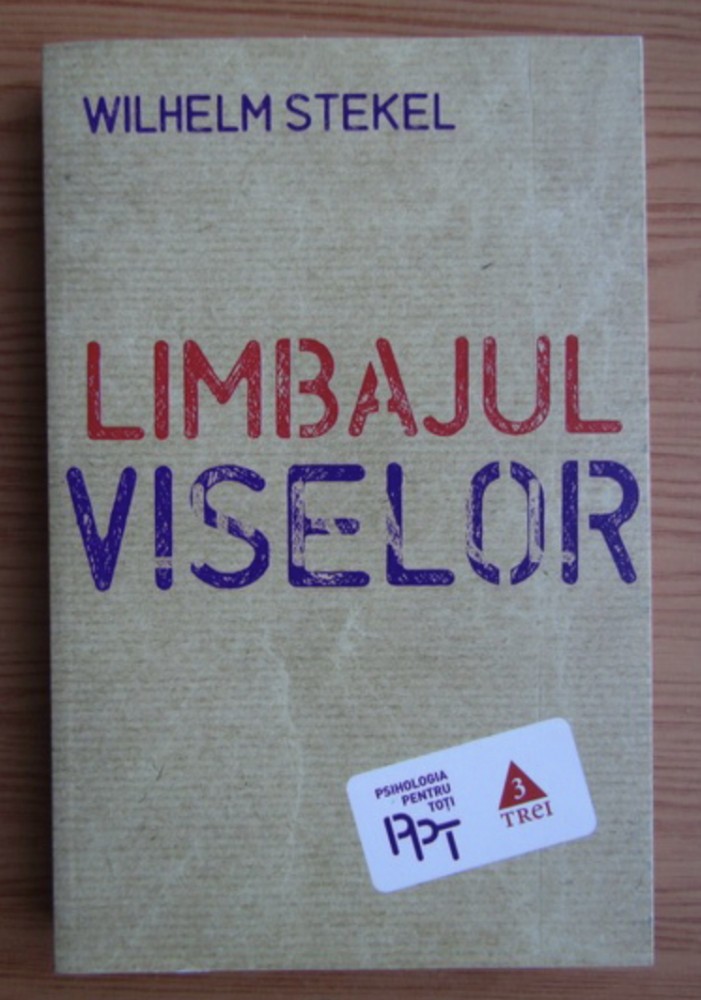 WILHELM STEKEL
LIMBAJUL
VISELOR
PSIHOLOGIA
PENTRU
TOȚI
PPT
3
TREI